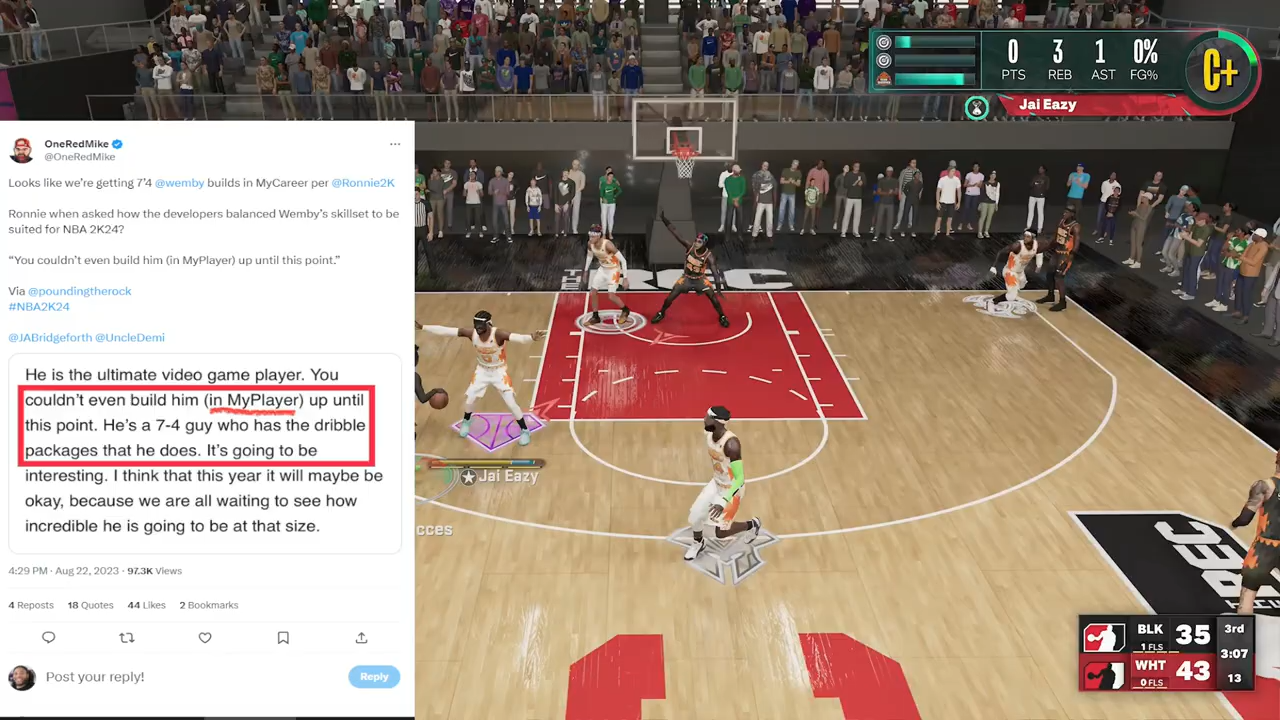 OneRedMike
@OneRedMike
Looks like we're getting 7'4 @wemby builds in MyCareer per @Ronnie2K
Ronnie when asked how the developers balanced Wemby's skillset to be
suited for NBA 2K24?
“You couldn't even build him (in MyPlayer) up until this point.”
Via @poundingtherock
#NBA2K24
@JABridgeforth @UncleDemi
He is the ultimate video game player. You
couldn't even build him (in MyPlayer) up until
this point. He's a 7-4 guy who has the dribble
packages that he does. It's going to be
interesting. I think that this year it will maybe be
okay, because we are all waiting to see how
incredible he is going to be at that size.
4:29 PM · Aug 22, 2023 · 97.3K Views
4 Reposts 18 Quotes 44 Likes 2 Bookmarks
Post your reply!
Reply
0 3 1 0%
PTS REB AST FG%
C+
Jai Eazy
Jai Eazy
cces
REC
BLK 35
1 FLS
WHT 43
0 FLS
3rd
3:07
13